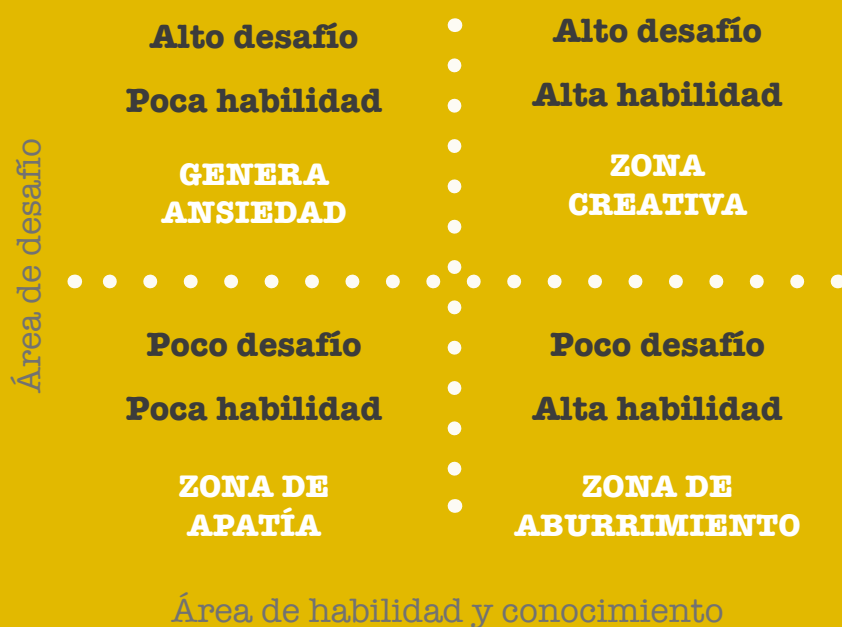 Alto desafío
Poca habilidad
GENERA
ANSIEDAD
Alto desafío
Alta habilidad
ZONA
CREATIVA
Área de desafío
Poco desafío
Poca habilidad
ZONA DE
APATÍA
Poco desafío
Alta habilidad
ZONA DE
ABURRIMIENTO
Área de habilidad y conocimiento